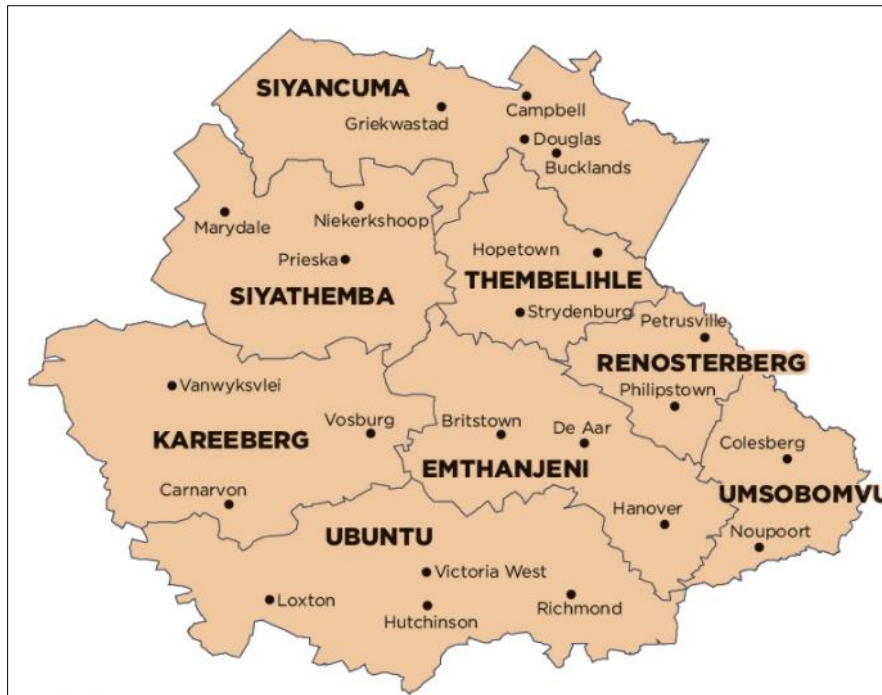 SIYANCUMA
Campbell
Griekwastad
Douglas
Bucklands
Marydale
Niekerkshoop
Prieska
SIYATHEMBA
Hopetown
THEMBELIHLE
Strydenburg
Petrusville
RENOSTERBERG
Philipstown
Vanwyksvlei
Vosburg
KAREEBERG
Carnarvon
Britstown
De Aar
EMTHANJENI
Hanover
Colesberg
UMSOBOMVU
Noupoort
UBUNTU
Victoria West
Loxton
Hutchinson
Richmond